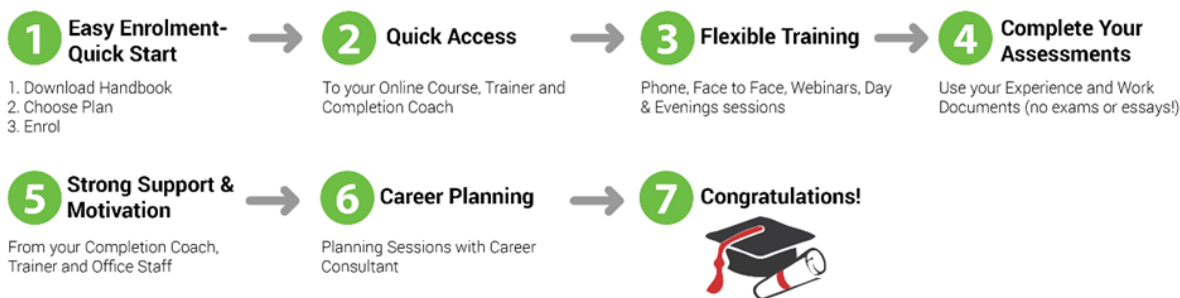 1 Easy Enrolment-
Quick Start
1. Download Handbook
2. Choose Plan
3. Enrol
2 Quick Access
To your Online Course, Trainer and
Completion Coach
3 Flexible Training
Phone, Face to Face, Webinars, Day
& Evenings sessions
4 Complete Your
Assessments
Use your Experience and Work
Documents (no exams or essays!)
5 Strong Support &
Motivation
From your Completion Coach,
Trainer and Office Staff
6 Career Planning
Planning Sessions with Career
Consultant
7 Congratulations!